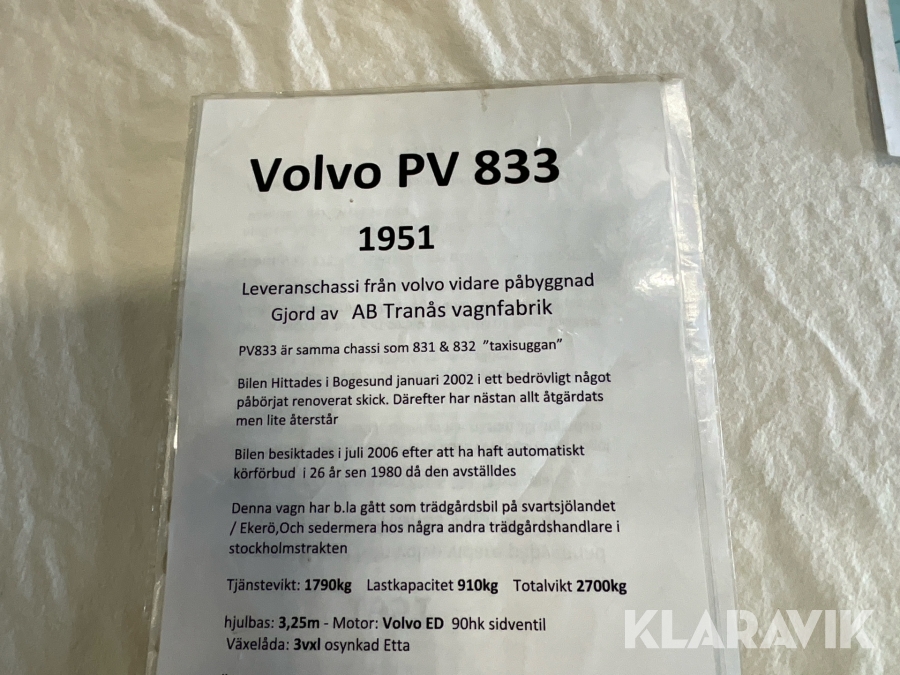 Volvo PV 833
1951
Leveranschassi från volvo vidare påbyggnad
Gjord av AB Tranås vagnfabrik
PV833 är samma chassi som 831 & 832 ”taxisuggan”
Bilen Hittades i Bogesund januari 2002 i ett bedrövligt något
påbörjat renoverat skick. Därefter har nästan allt åtgärdats
men lite återstår
Bilen besiktades i juli 2006 efter att ha haft automatiskt
körförbud i 26 år sen 1980 då den avställdes
Denna vagn har b.la gått som trädgårdsbil på svartsjölandet
/ Ekerö,Och sedermera hos några andra trädgårdshandlare i
stockholmstrakten
Tjänstevikt: 1790kg Lastkapacitet 910kg Totalvikt 2700kg
hjulbas: 3,25m - Motor: Volvo ED 90hk sidventil
Växelåda: 3vxl osynkad Etta
KLARAVIK